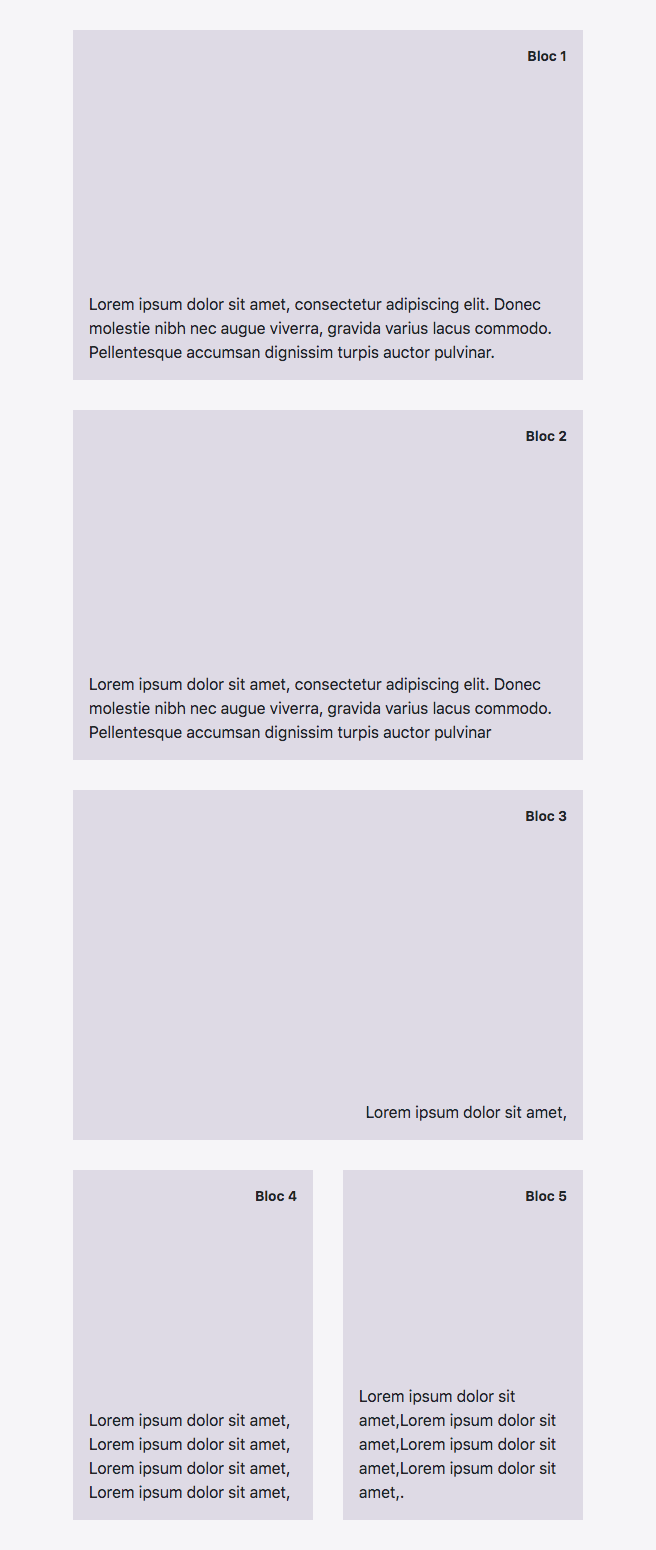 Bloc 1
Lorem ipsum dolor sit amet, consectetur adipiscing elit. Donec
molestie nibh nec augue viverra, gravida varius lacus commodo.
Pellentesque accumsan dignissim turpis auctor pulvinar.
Bloc 2
Lorem ipsum dolor sit amet, consectetur adipiscing elit. Donec
molestie nibh nec augue viverra, gravida varius lacus commodo.
Pellentesque accumsan dignissim turpis auctor pulvinar
Bloc 3
Lorem ipsum dolor sit amet,
Bloc 4
Lorem ipsum dolor sit amet,
Lorem ipsum dolor sit amet,
Lorem ipsum dolor sit amet,
Lorem ipsum dolor sit amet,
Bloc 5
Lorem ipsum dolor sit
amet,Lorem ipsum dolor sit
amet,Lorem ipsum dolor sit
amet,Lorem ipsum dolor sit
amet,.